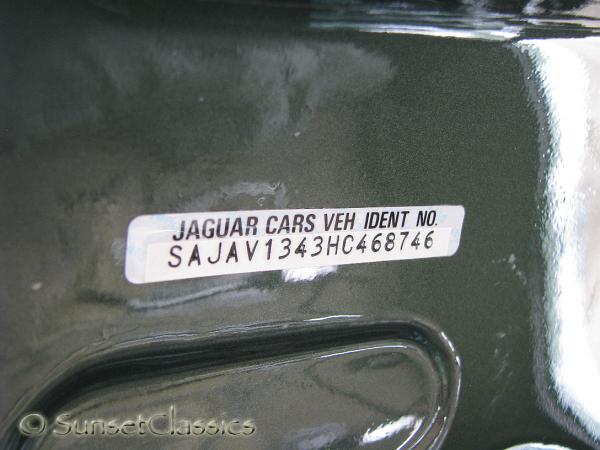 JAGUAR CARS VEH IDENT NO.
SAJAV1343HC468746
© SunsetClassics